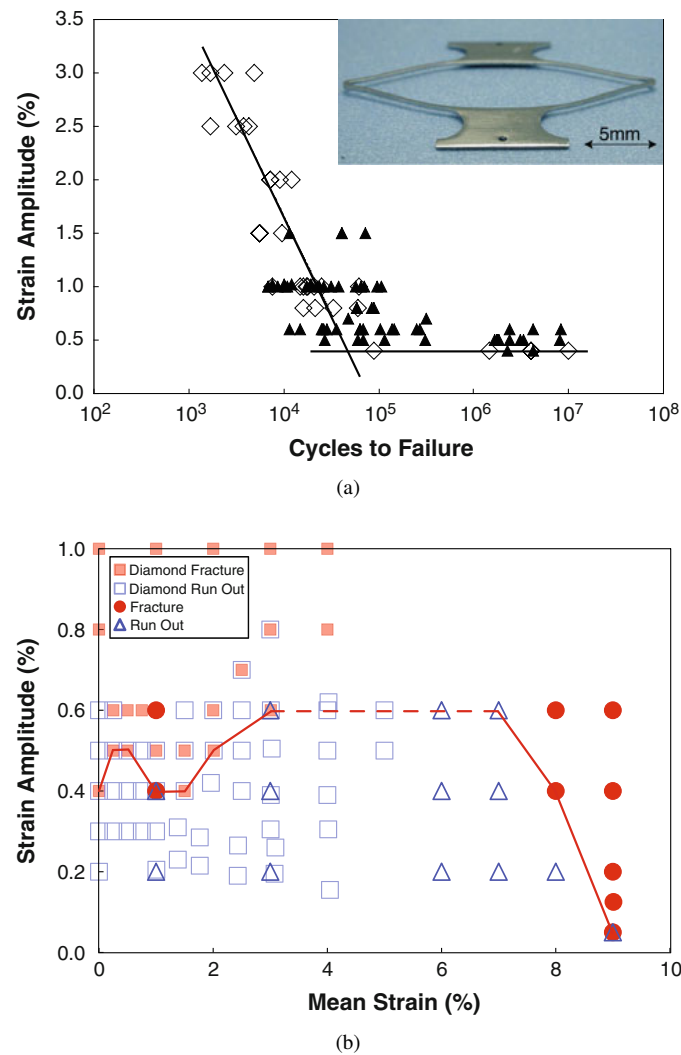 3.5
3.0
2.5
2.0
1.5
1.0
0.5
0.0
Strain Amplitude (%)
5mm
10² 10³ 10⁴ 10⁵ 10⁶ 10⁷ 10⁸
Cycles to Failure
(a)
1.0
0.8
0.6
0.4
0.2
0.0
Strain Amplitude (%)
Diamond Fracture
Diamond Run Out
Fracture
Run Out
0 2 4 6 8 10
Mean Strain (%)
(b)